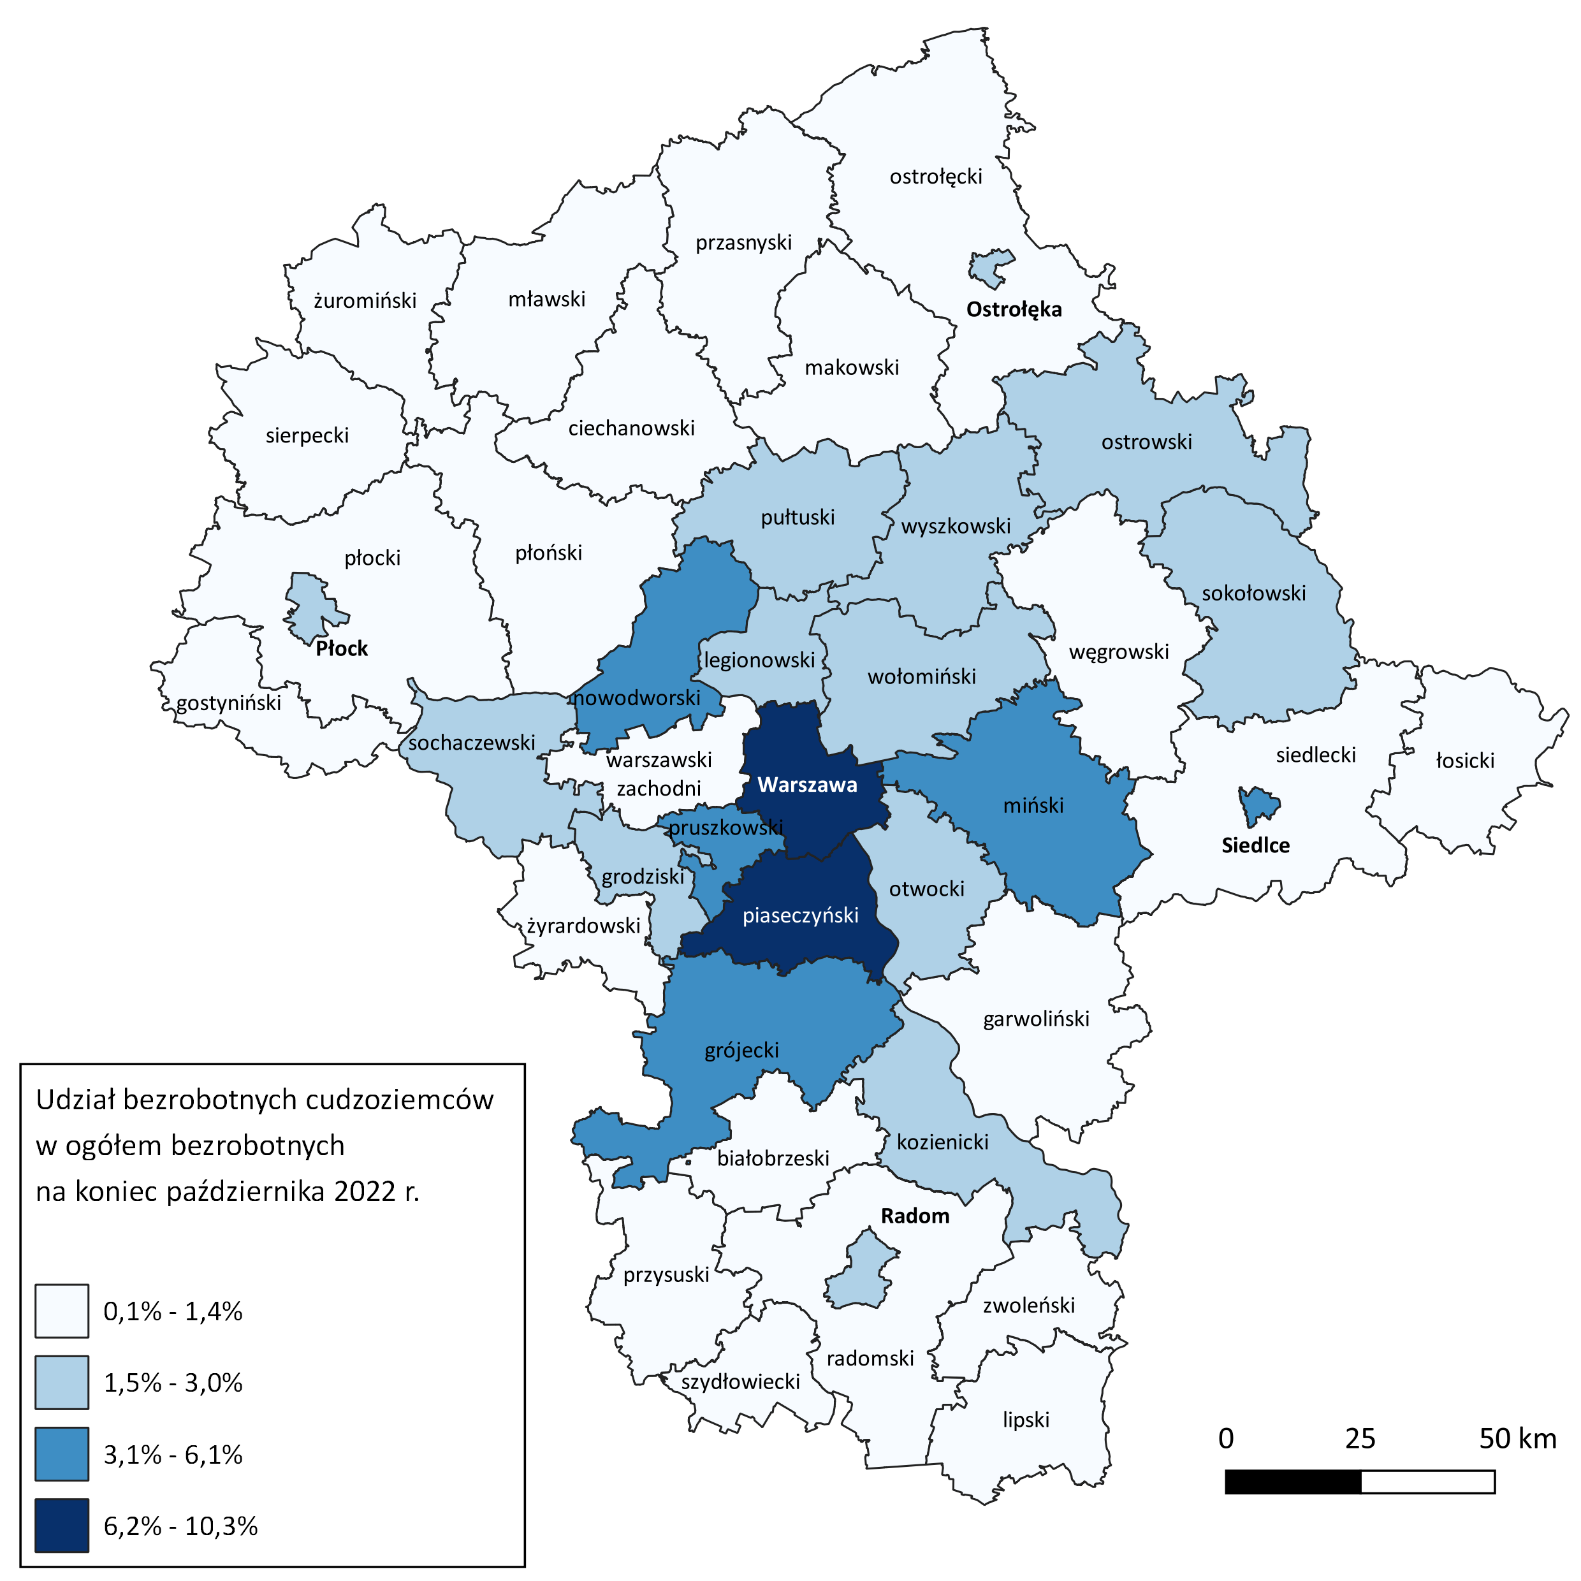 ostrołęcki
przasnyski
żuromiński
mławski
Ostrołęka
makowski
sierpecki
ciechanowski
ostrowski
pułtuski
wyszkowski
płocki
płoński
sokołowski
Płock
legionowski
węgrowski
wołomiński
gostyniński
nowodworski
sochaczewski
warszawski
zachodni
siedlecki
łosicki
Warszawa
miński
pruszkowski
Siedlce
grodziski
otwocki
piaseczyński
żyrardowski
garwoliński
grójecki
kozienicki
białobrzeski
Radom
przysuski
zwoleński
radomski
szydłowiecki
lipski
Udział bezrobotnych cudzoziemców
w ogółem bezrobotnych
na koniec października 2022 r.
0,1% - 1,4%
1,5% - 3,0%
3,1% - 6,1%
6,2% - 10,3%
0 25 50 km